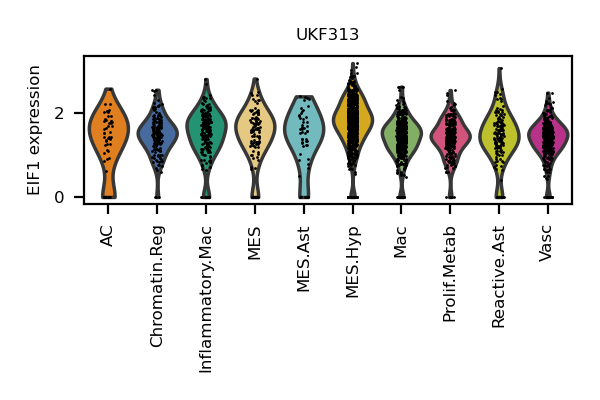 UKF313
EIF1 expression
2
0
AC
Chromatin.Reg
Inflammatory.Mac
MES
MES.Ast
MES.Hyp
Mac
Prolif.Metab
Reactive.Ast
Vasc